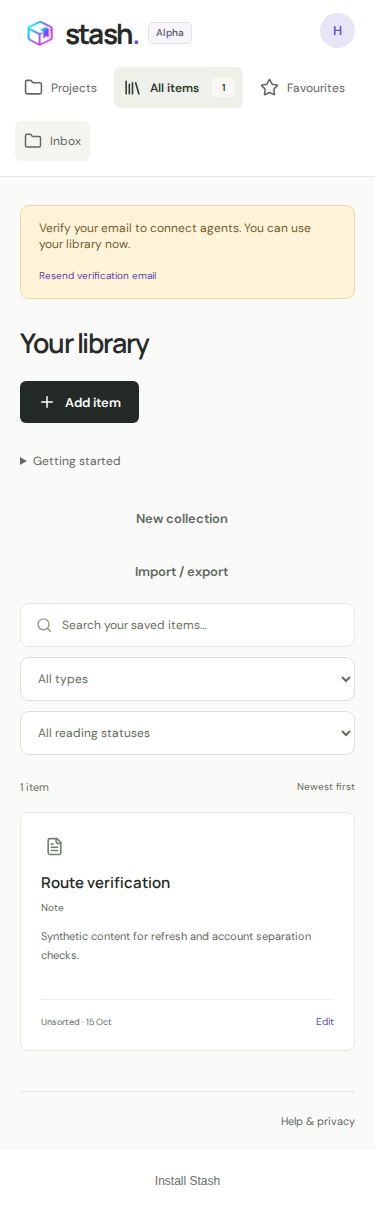 stash.
Alpha
H
Projects
All items
1
Favourites
Inbox
Verify your email to connect agents. You can use
your library now.
Resend verification email
Your library
Add item
Getting started
New collection
Import / export
Search your saved items...
All types
All reading statuses
1 item
Newest first
Route verification
Note
Synthetic content for refresh and account separation
checks.
Unsorted · 15 Oct
Edit
Help & privacy
Install Stash